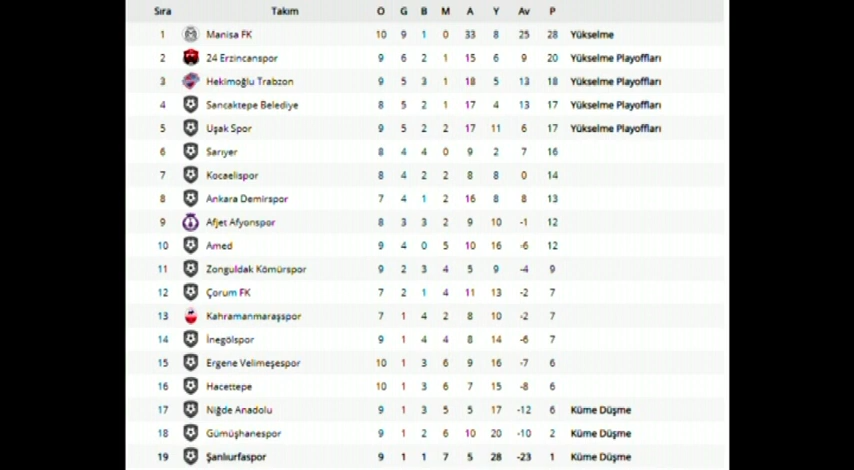 Sıra Takım O G B M A Y Av P
1 Manisa FK 10 9 1 0 33 8 25 28 Yükselme
2 24 Erzincanspor 9 6 2 1 15 6 9 20 Yükselme Playoffları
3 Hekimoğlu Trabzon 9 5 3 1 18 5 13 18 Yükselme Playoffları
4 Sancaktepe Belediye 8 5 2 1 17 4 13 17 Yükselme Playoffları
5 Uşak Spor 9 5 2 2 17 11 6 17 Yükselme Playoffları
6 Sarıyer 8 4 4 0 9 2 7 16
7 Kocaelispor 8 4 2 2 8 8 0 14
8 Ankara Demirspor 7 4 1 2 16 8 8 13
9 Afjet Afyonspor 8 3 3 2 9 10 -1 12
10 Amed 9 4 0 5 10 16 -6 12
11 Zonguldak Kömürspor 9 2 3 4 5 9 -4 9
12 Çorum FK 7 2 1 4 11 13 -2 7
13 Kahramanmaraşspor 7 1 4 2 8 10 -2 7
14 İnegölspor 9 1 4 4 8 14 -6 7
15 Ergene Velimeşespor 10 1 3 6 9 16 -7 6
16 Hacettepe 10 1 3 6 7 15 -8 6
17 Niğde Anadolu 9 1 3 5 5 17 -12 6 Küme Düşme
18 Gümüşhanespor 9 1 2 6 10 20 -10 2 Küme Düşme
19 Şanlıurfaspor 9 1 1 7 5 28 -23 1 Küme Düşme